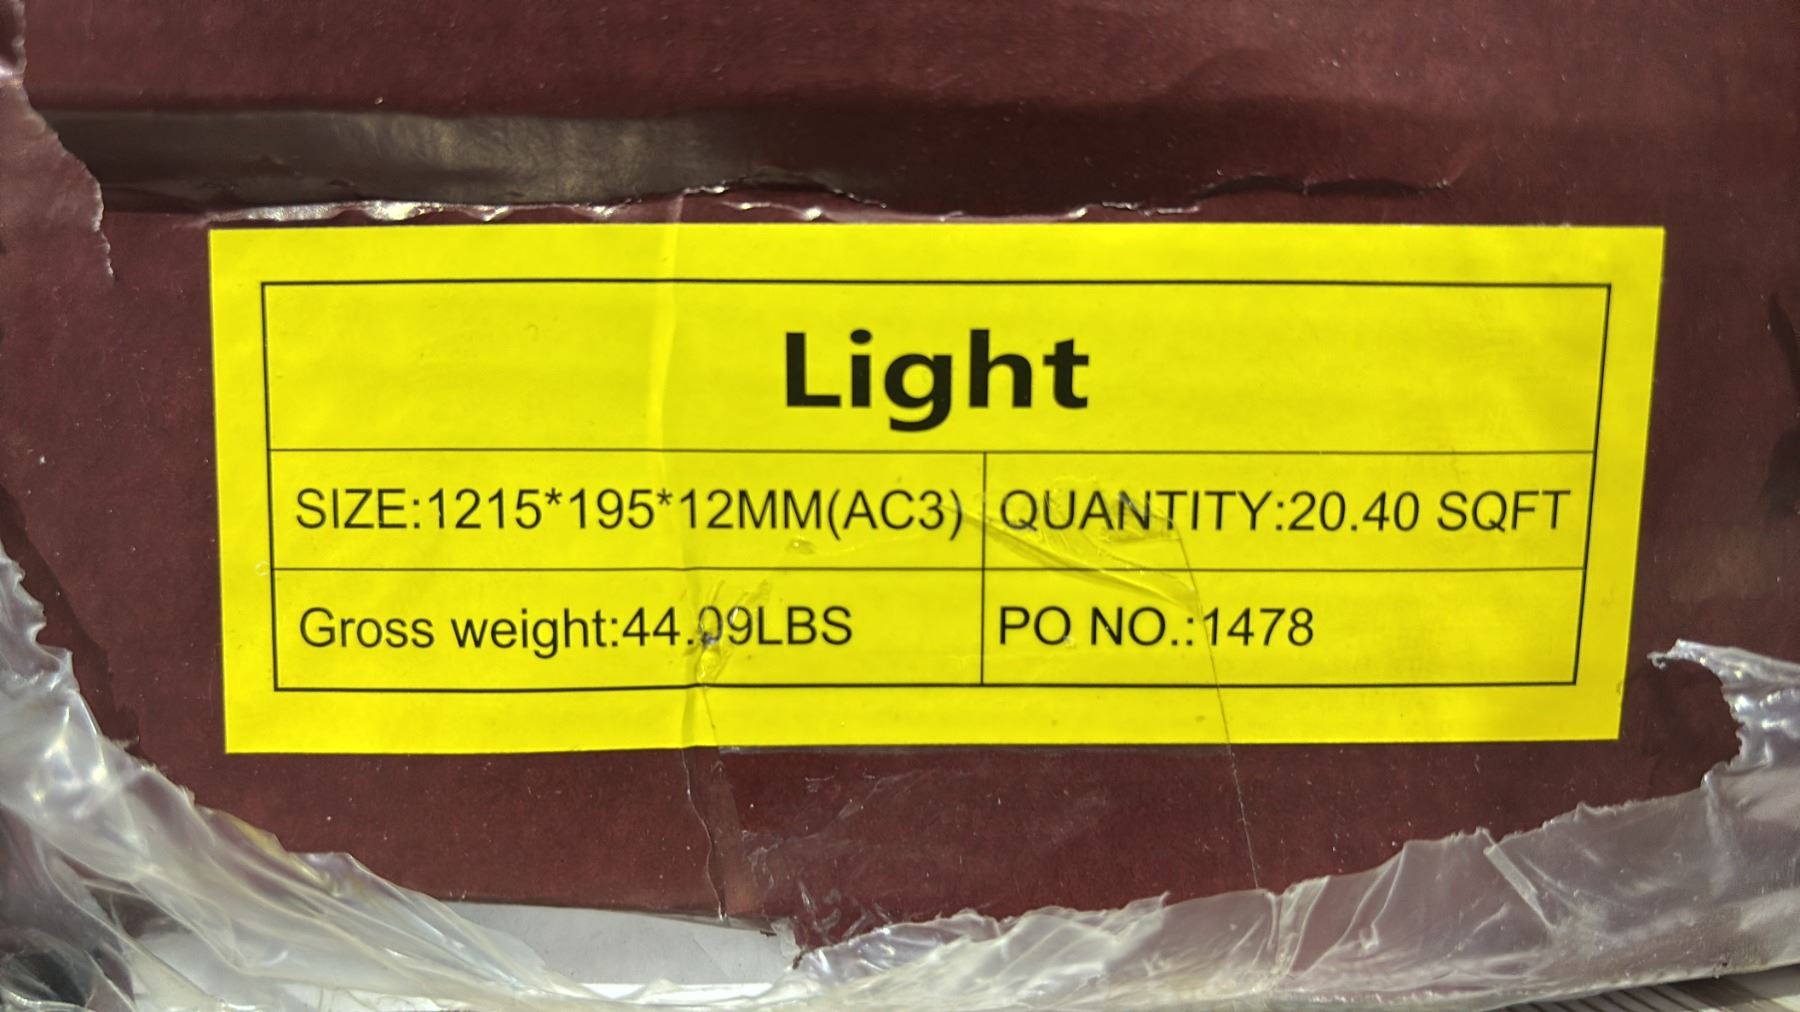 Light
SIZE:1215*195*12MM(AC3) QUANTITY:20.40 SQFT
Gross weight:44.09LBS PO NO.:1478